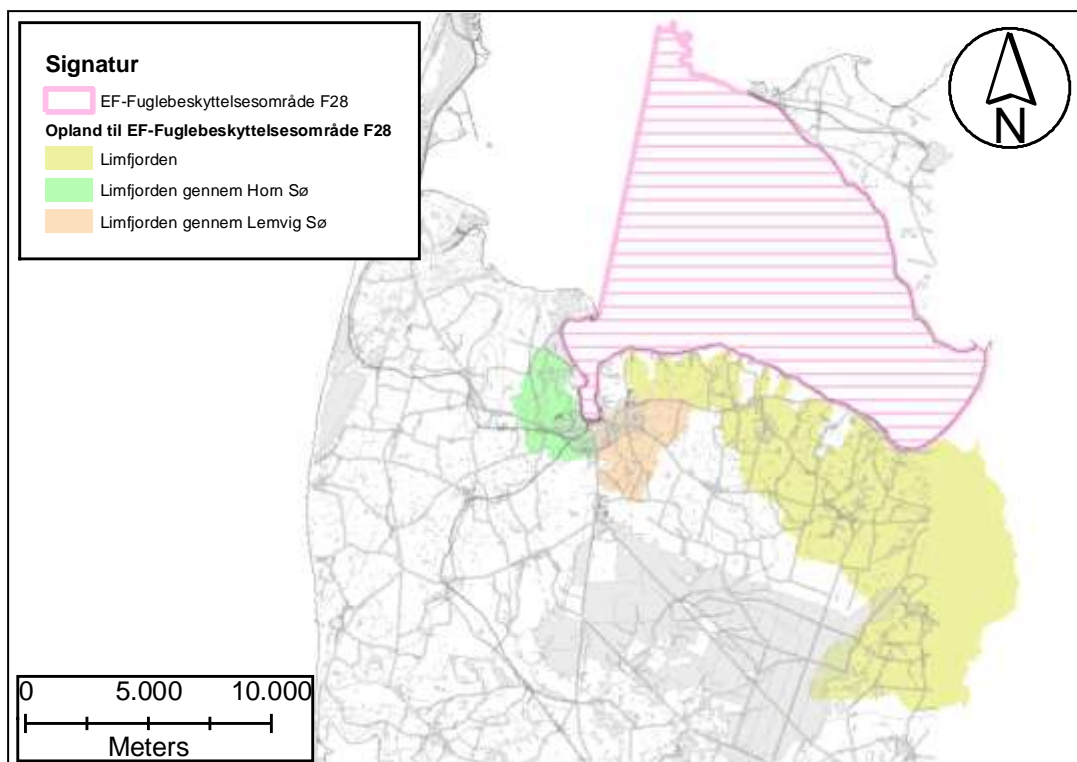 Signatur
EF-Fuglebeskyttelsesområde F28
Opland til EF-Fuglebeskyttelsesområde F28
Limfjorden
Limfjorden gennem Horn Sø
Limfjorden gennem Lemvig Sø
N
0 5.000 10.000
Meters